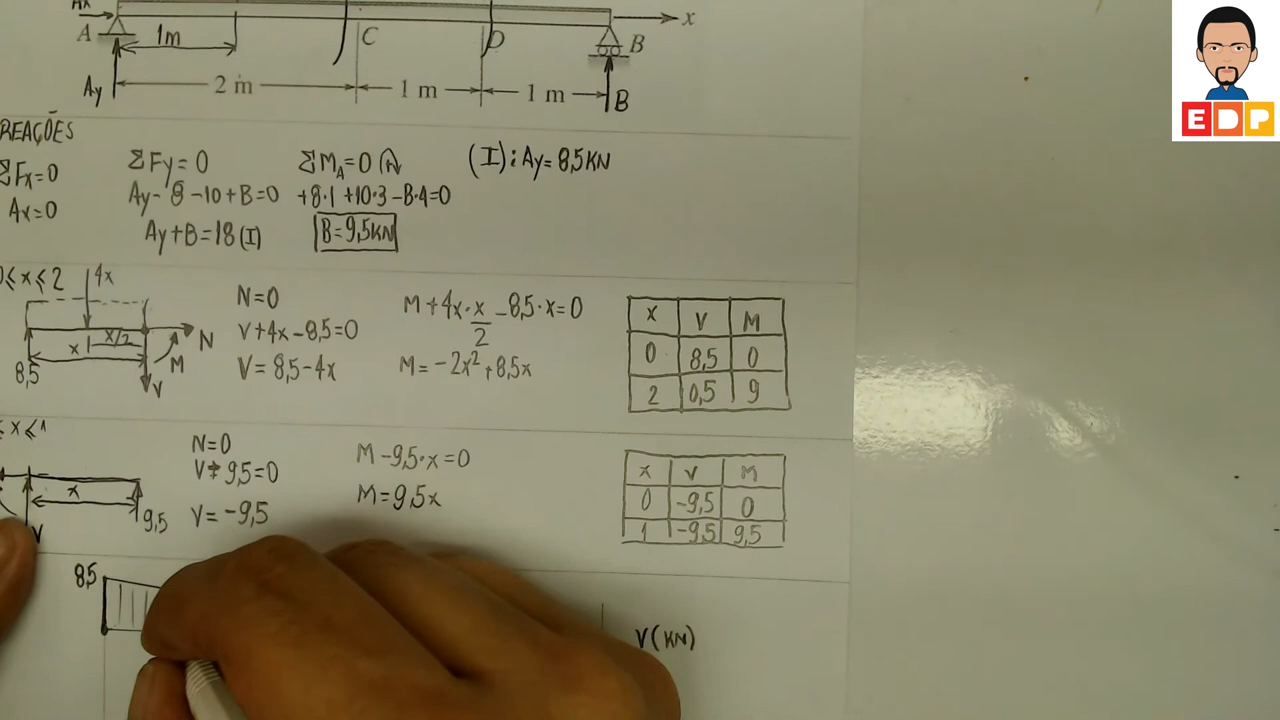 Ax
A
1m
C
D
B
x
Ay
2 m
1 m
1 m
B
EDP
REAÇÕES
ΣFx=0
Ax=0
ΣFy=0
Ay-8-10+B=0
Ay+B=18(I)
ΣMA=0
+8·1+10·3-B·4=0
B=9,5KN
(I): Ay=8,5KN
0≤x≤2
4x
N
x
x/2
M
8,5
V
N=0
V+4x-8,5=0
V=8,5-4x
M+4x·x/2-8,5·x=0
M=-2x²+8,5x
x V M
0 8,5 0
2 0,5 9
≤x≤1
x
9,5
V
N=0
V+9,5=0
V=-9,5
M-9,5·x=0
M=9,5x
x V M
0 -9,5 0
1 -9,5 9,5
8,5
V(KN)